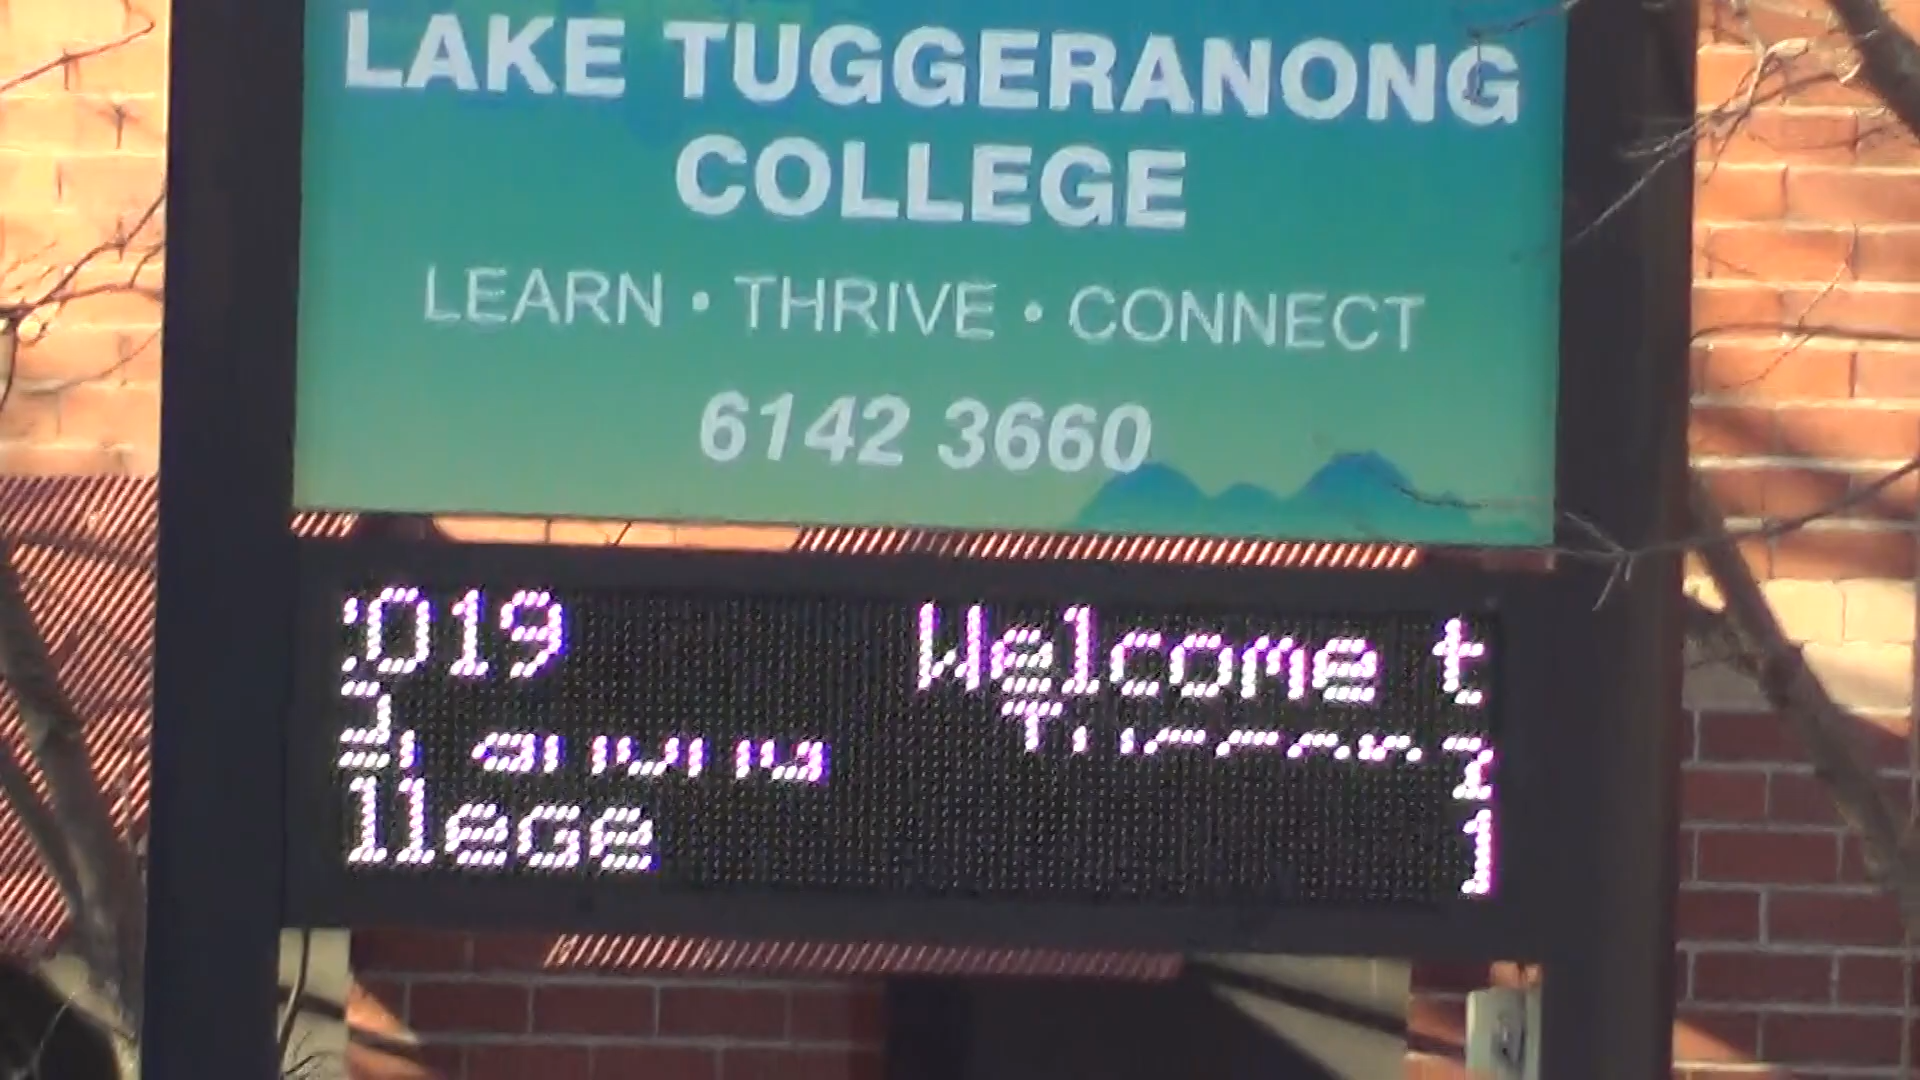 LAKE TUGGERANONG
COLLEGE
LEARN • THRIVE • CONNECT
6142 3660
019 Welcome t
llege